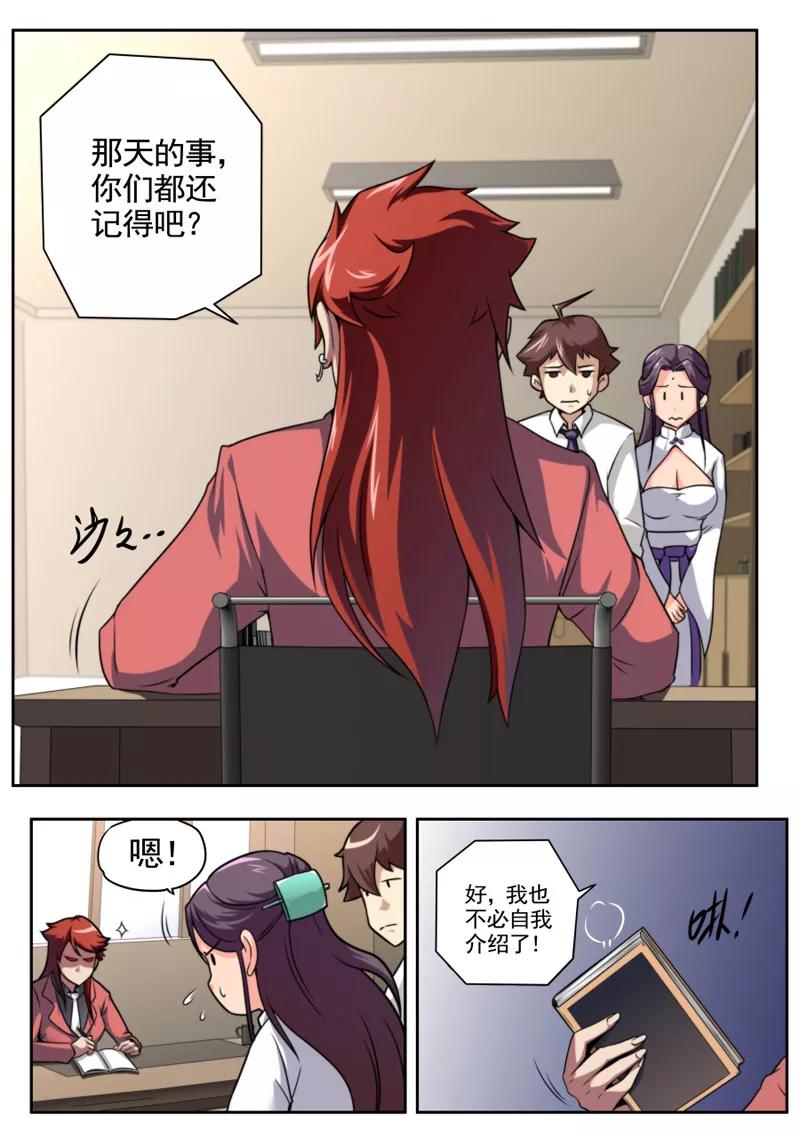 那天的事，
你们都还
记得吧？
沙沙..
嗯！
好，我也
不必自我
介绍了！
啪！